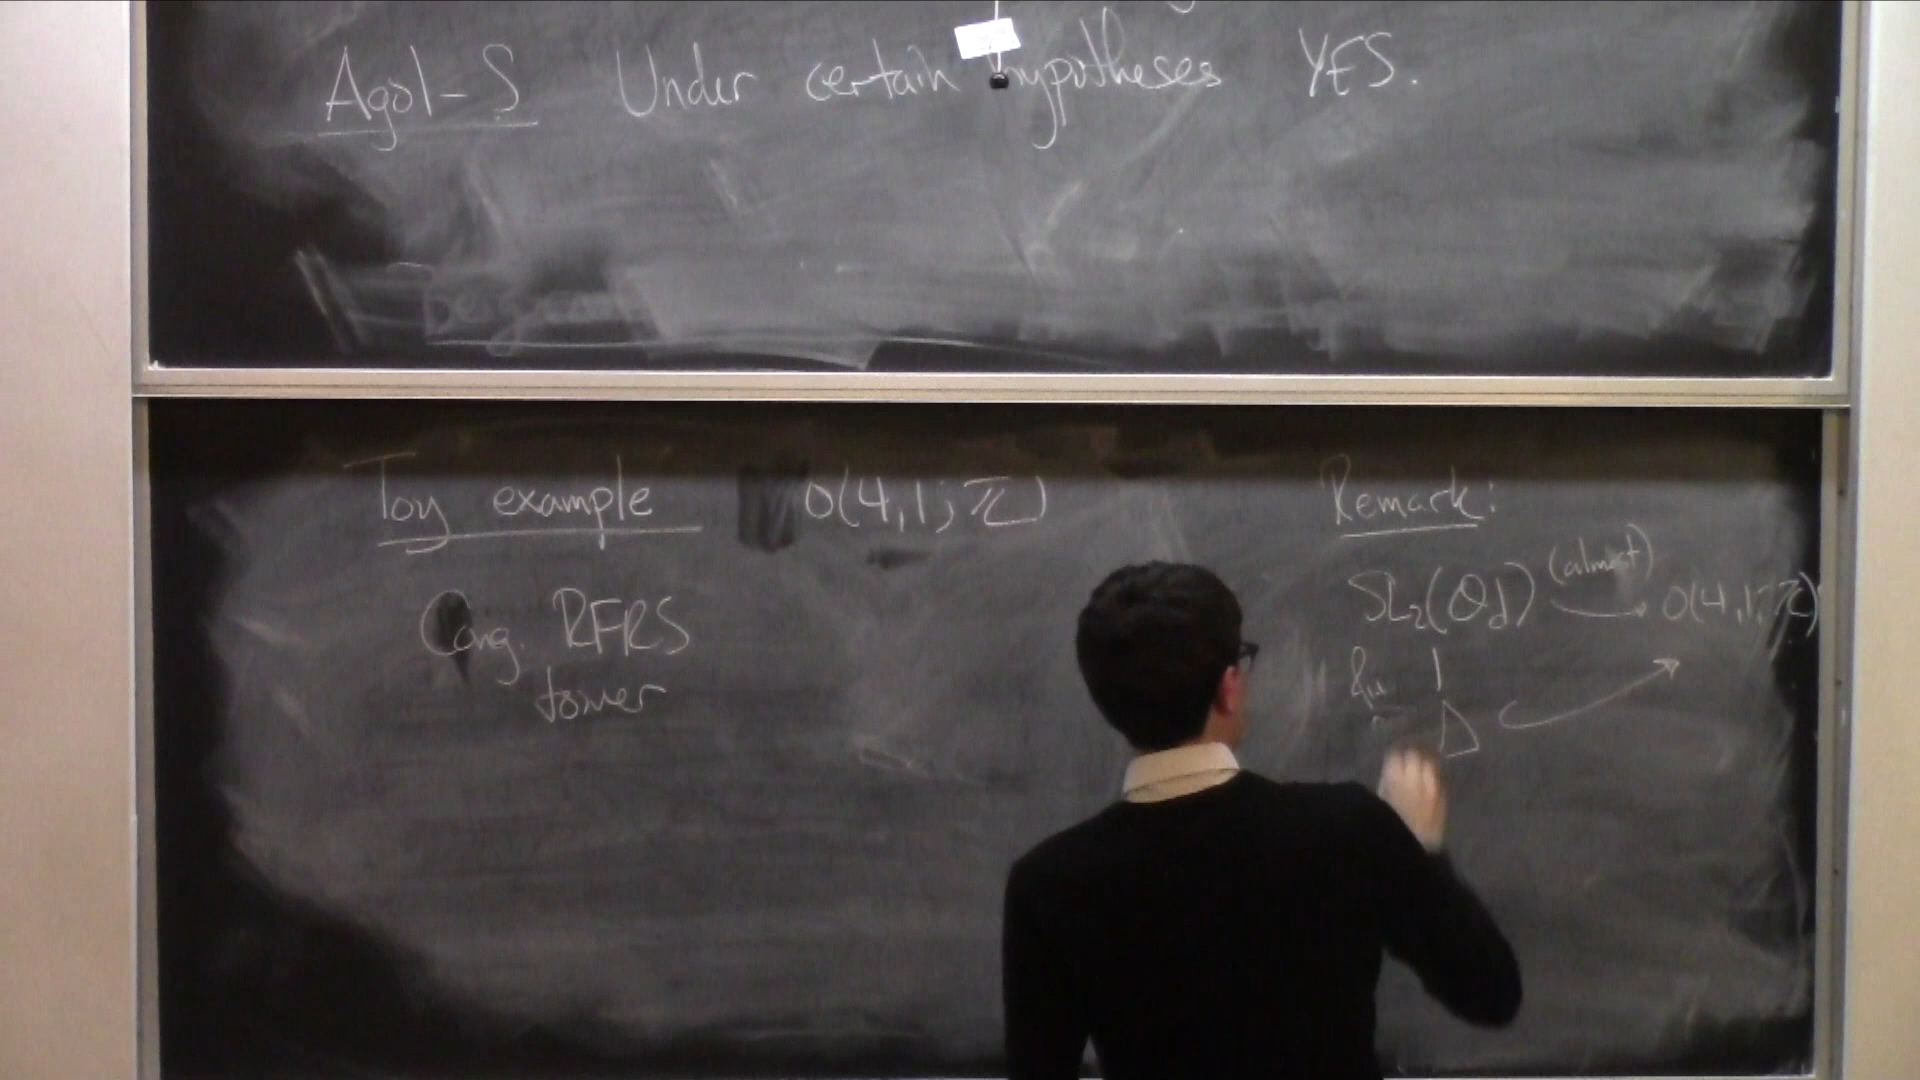 Agol-S Under certain hypotheses YES.
Toy example O(4,1; ℤ)
Cong. RFRS
tower
Remark:
SL₂(O_d) (almost) → O(4,1; ℤ)
Δ